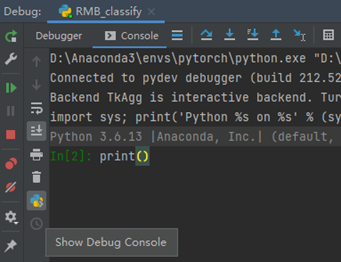 Debug: RMB_classify
Debugger Console
D:\Anaconda3\envs\pytorch\python.exe "D:
Connected to pydev debugger (build 212.52
Backend TkAgg is interactive backend. Tur
import sys; print('Python %s on %s' % (sy
Python 3.6.13 |Anaconda, Inc.| (default,
In[2]: print()
Show Debug Console